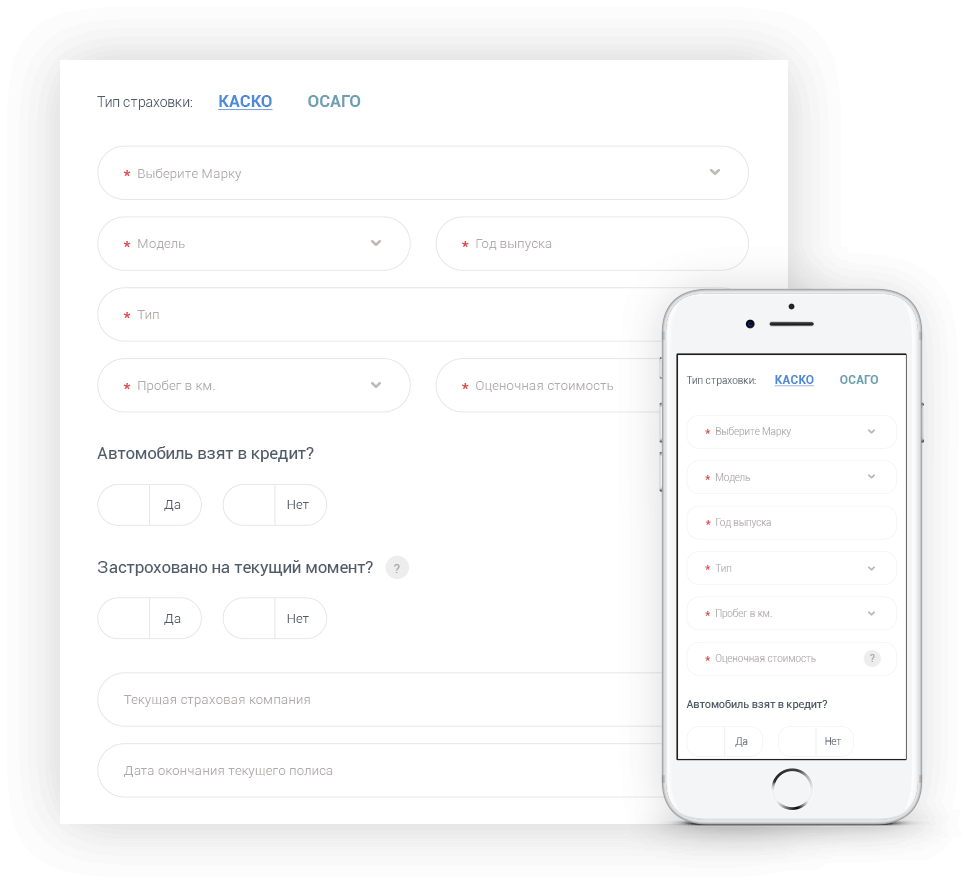 Тип страховки: КАСКО ОСАГО
* Выберите Марку
* Модель * Год выпуска
* Тип
* Пробег в км. * Оценочная стоимость
Автомобиль взят в кредит?
Да Нет
Застроховано на текущий момент? ?
Да Нет
Текущая страховая компания
Дата окончания текущего полиса
Тип страховки: КАСКО ОСАГО
* Выберите Марку
* Модель
* Год выпуска
* Тип
* Пробег в км.
* Оценочная стоимость ?
Автомобиль взят в кредит?
Да Нет